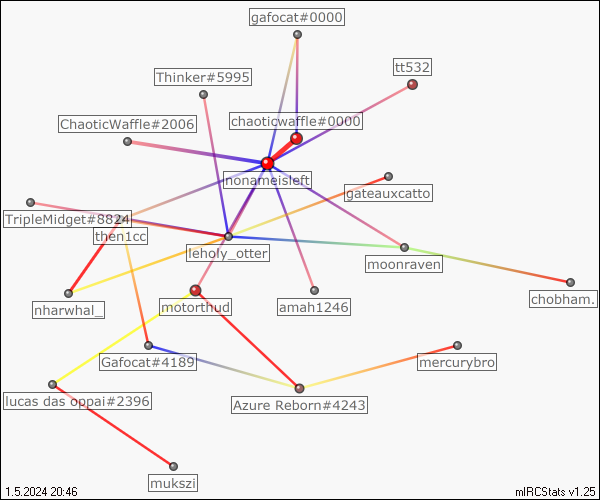 gafocat#0000
tt532
Thinker#5995
chaoticwaffle#0000
ChaoticWaffle#2006
nonameisleft
gateauxcatto
TripleMidget#8824
then1cc
leholy_otter
moonraven
chobham.
nharwhal_
motorthud
amah1246
Gafocat#4189
mercurybro
lucas das oppai#2396
Azure Reborn#4243
mukszi
1.5.2024 20:46
mIRCStats v1.25